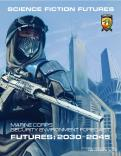 SCIENCE FICTION FUTURES
MARINE CORPS
SECURITY ENVIRONMENT FORECAST
FUTURES: 2030-2045